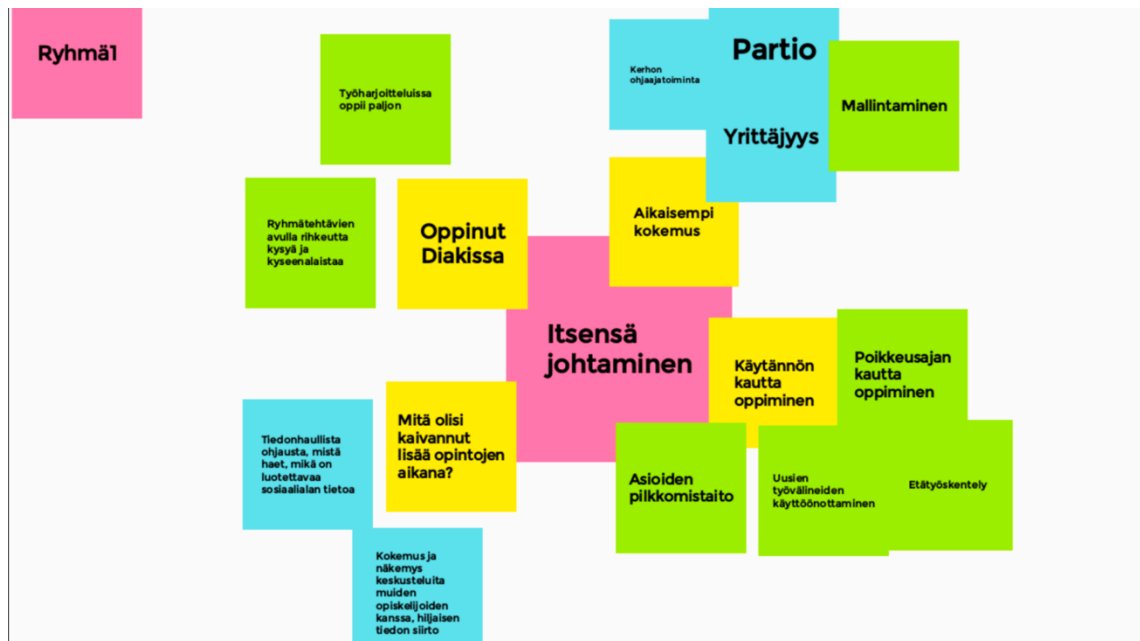 Ryhmä1
Työharjoitteluissa
oppii paljon
Kerhon
ohjaajatoiminta
Partio
Yrittäjyys
Mallintaminen
Ryhmätehtävien
avulla rihkeutta
kysyä ja
kyseenalaistaa
Oppinut
Diakissa
Aikaisempi
kokemus
Itsensä
johtaminen
Käytännön
kautta
oppiminen
Poikkeusajan
kautta
oppiminen
Mitä olisi
kaivannut
lisää opintojen
aikana?
Tiedonhaullista
ohjausta, mistä
haet, mikä on
luotettavaa
sosiaalialan tietoa
Asioiden
pilkkomistaito
Uusien
työvälineiden
käyttöönottaminen
Etätyöskentely
Kokemus ja
näkemys
keskusteluita
muiden
opiskelijoiden
kanssa, hiljaisen
tiedon siirto